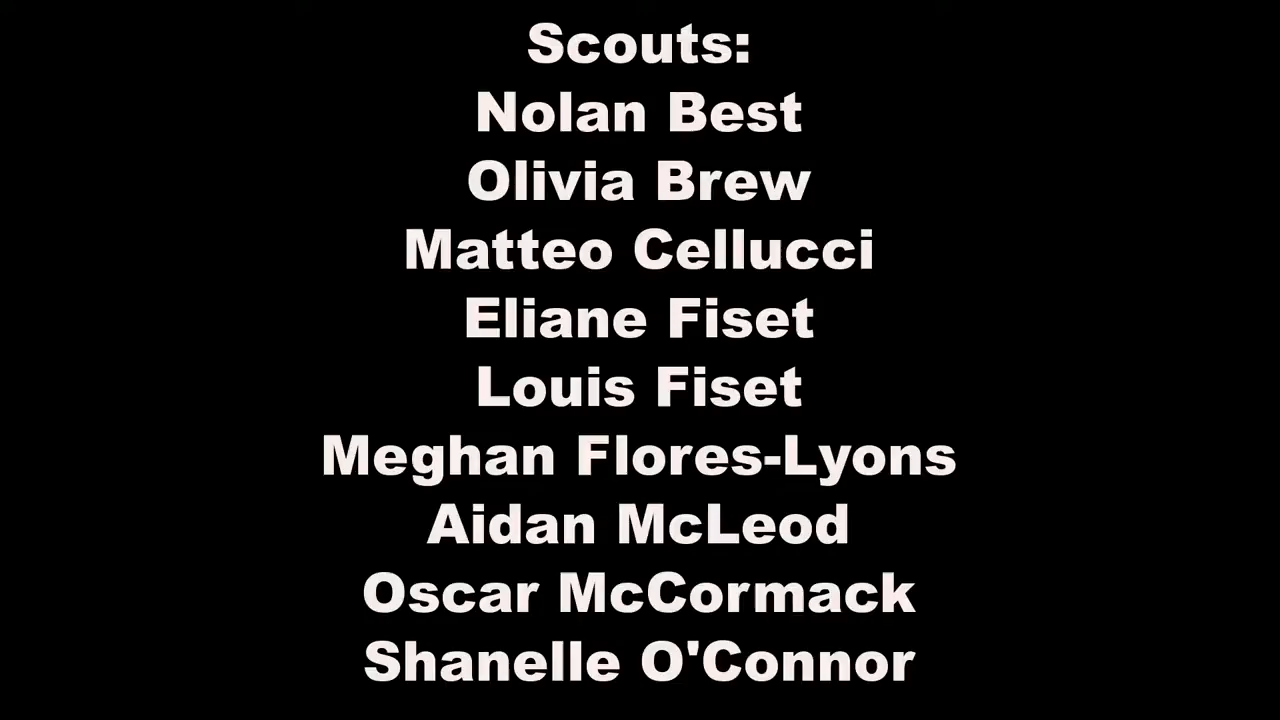 Scouts:
Nolan Best
Olivia Brew
Matteo Cellucci
Eliane Fiset
Louis Fiset
Meghan Flores-Lyons
Aidan McLeod
Oscar McCormack
Shanelle O'Connor